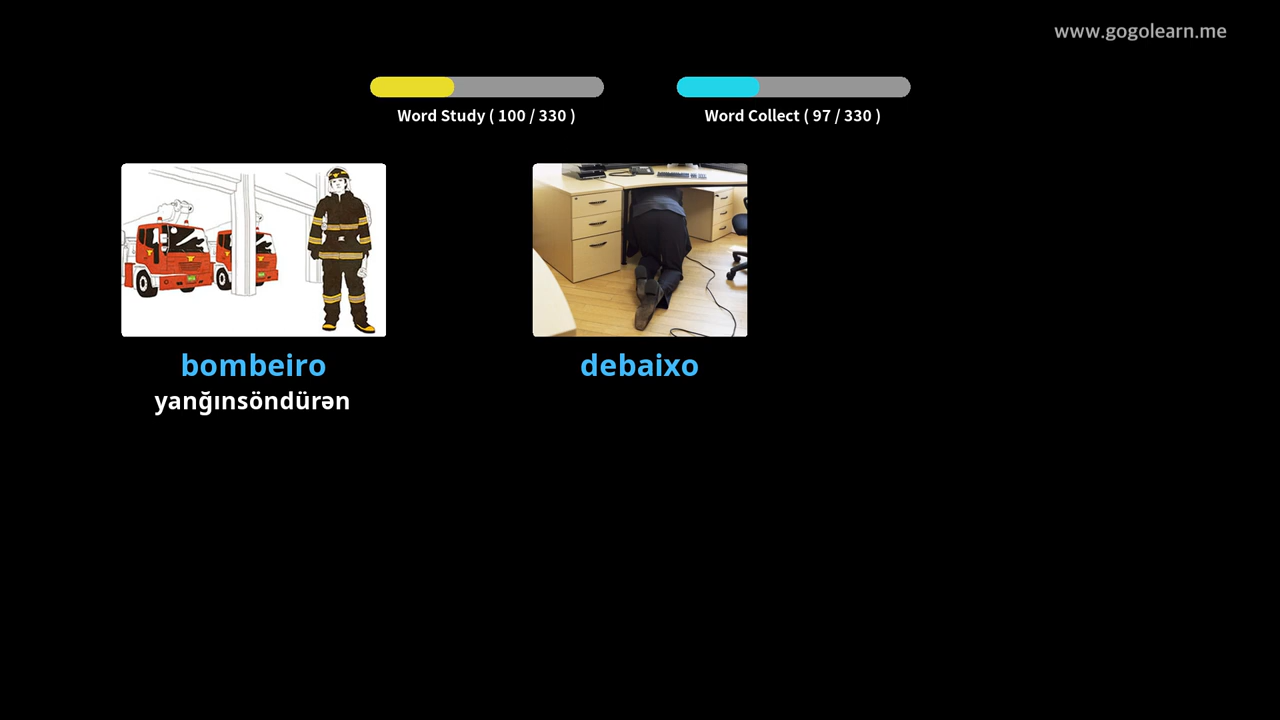 www.gogolearn.me
Word Study ( 100 / 330 )
Word Collect ( 97 / 330 )
bombeiro
debaixo
yanğınsöndürən